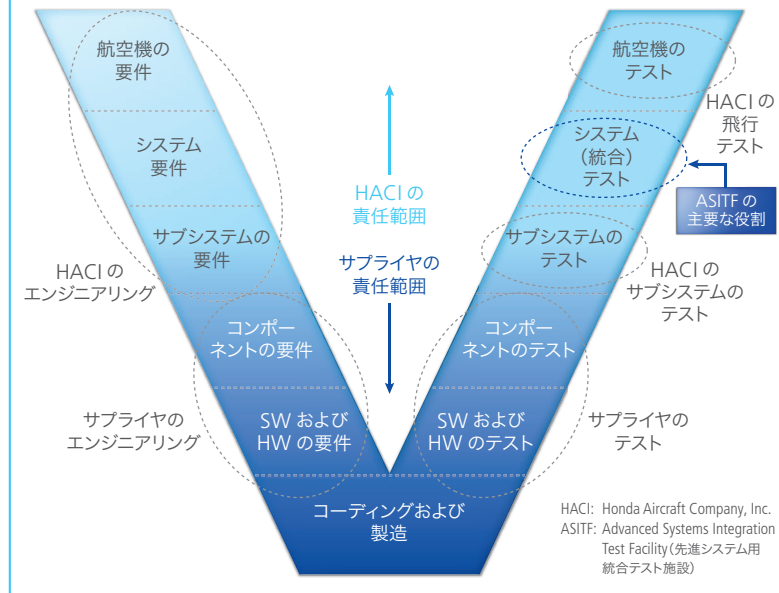 航空機の
要件
航空機の
テスト
HACI の
飛行
テスト
システム
要件
システム
（統合）
テスト
ASITF の
主要な役割
HACI の
責任範囲
サブシステムの
要件
サブシステムの
テスト
サプライヤの
責任範囲
HACI の
エンジニアリング
HACI の
サブシステムの
テスト
コンポー
ネントの要件
コンポー
ネントのテスト
サプライヤの
エンジニアリング
SW および
HW の要件
SW および
HW のテスト
サプライヤの
テスト
コーディングおよび
製造
HACI: Honda Aircraft Company, Inc.
ASITF: Advanced Systems Integration
Test Facility（先進システム用
統合テスト施設）